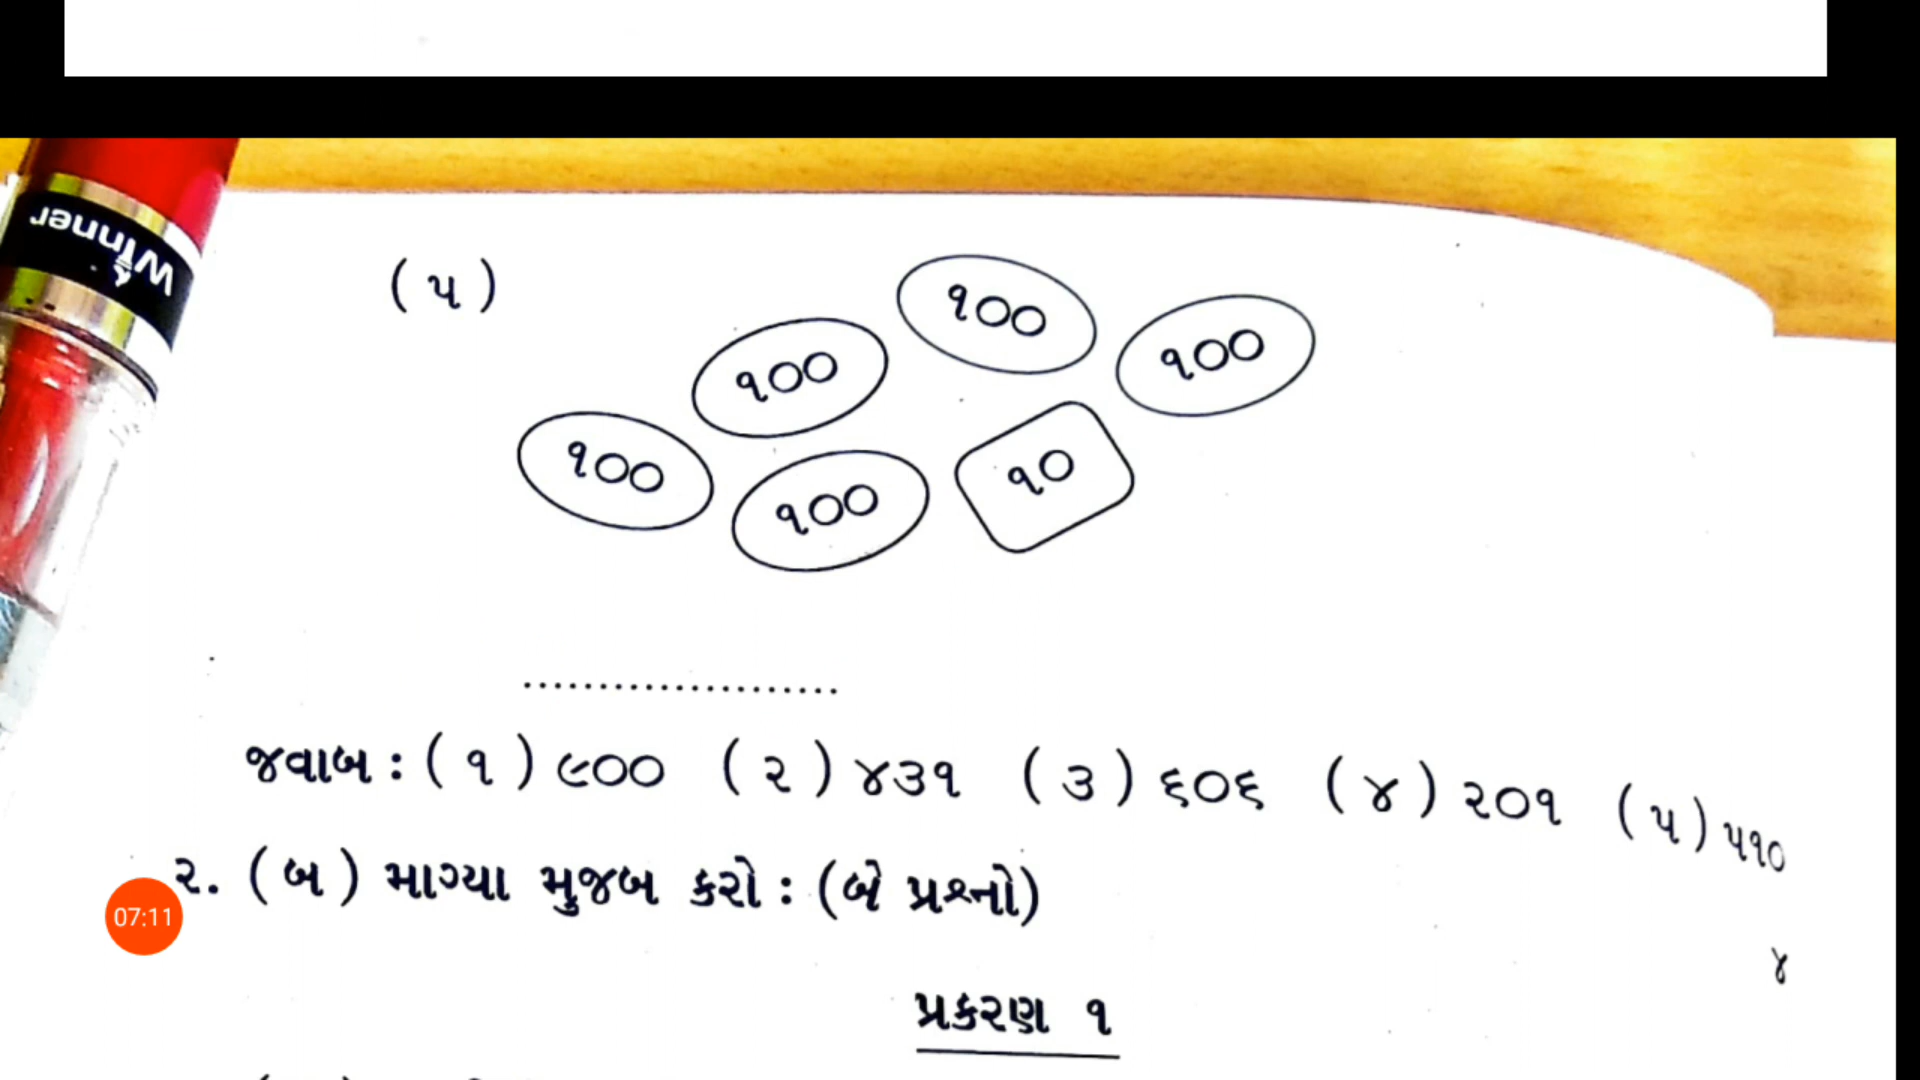 Winner
(૫)
૧૦૦
૧૦૦
૧૦૦
૧૦૦
૧૦૦
૧૦
.....................
જવાબ : (૧) ૯૦૦ (૨) ૪૩૧ (૩) ૬૦૬ (૪) ૨૦૧ (૫) ૫૧૦
૨. (બ) માગ્યા મુજબ કરો : (બે પ્રશ્નો)
૪
07:11
પ્રકરણ ૧